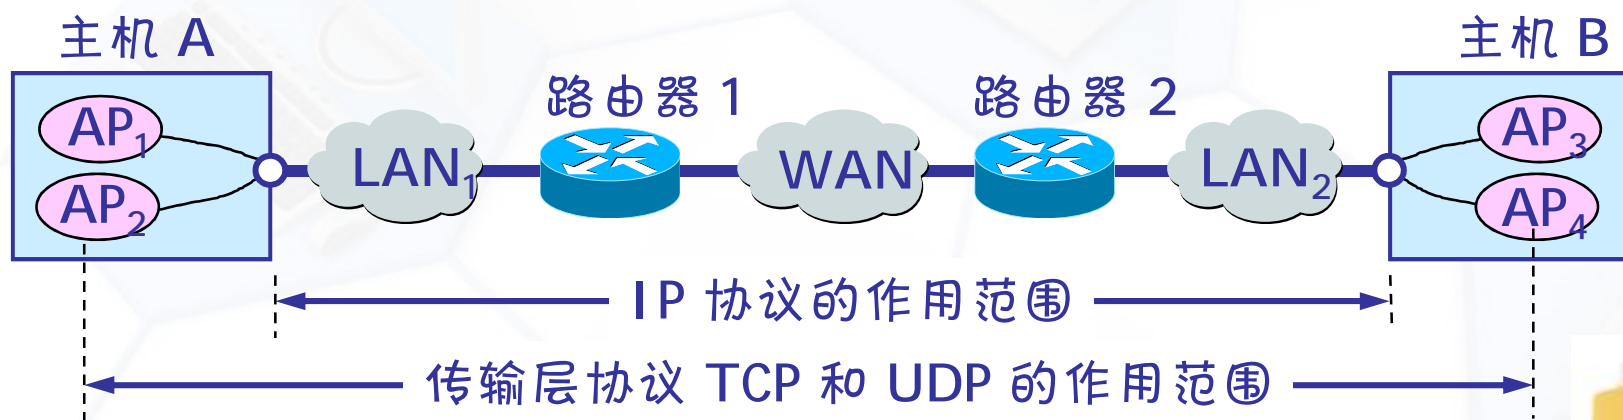 主机 A
主机 B
路由器 1
路由器 2
AP1
LAN1
WAN
LAN2
AP3
AP2
AP4
IP 协议的作用范围
传输层协议 TCP 和 UDP 的作用范围